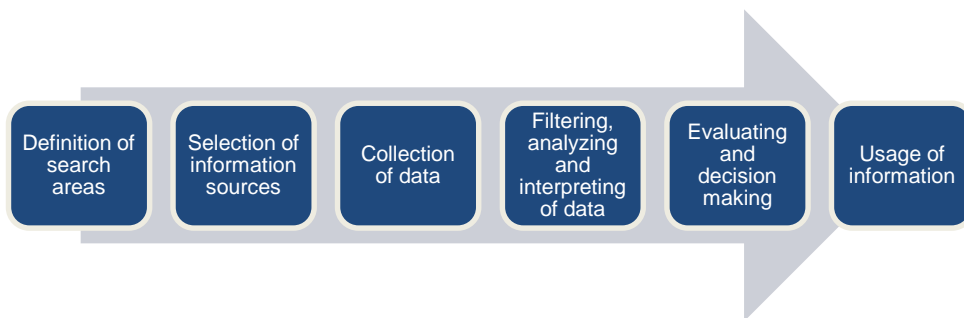 Definition of
search
areas
Selection of
information
sources
Collection
of data
Filtering,
analyzing
and
interpreting
of data
Evaluating
and
decision
making
Usage of
information